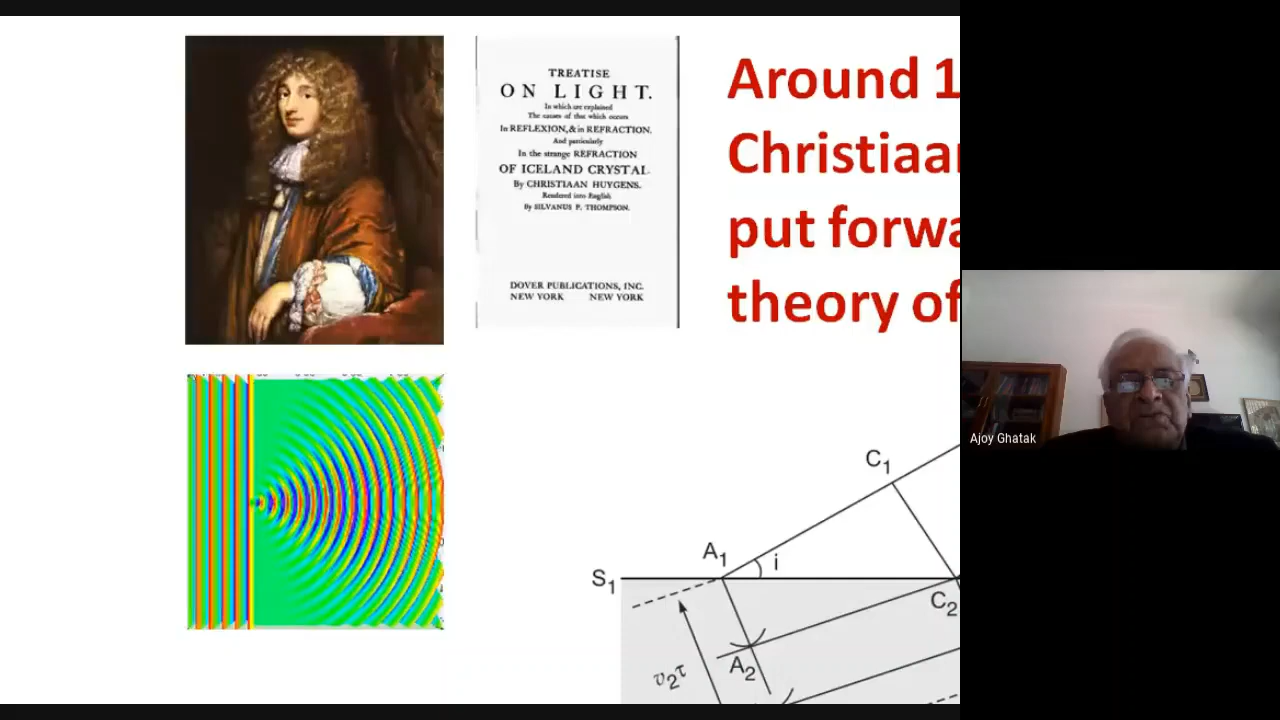 TREATISE
ON LIGHT.
In which are explained
The causes of that which occurs
In REFLEXION, & in REFRACTION.
And particularly
In the strange REFRACTION
OF ICELAND CRYSTAL.
By CHRISTIAAN HUYGENS.
Rendered into English
By SILVANUS P. THOMPSON.
DOVER PUBLICATIONS, INC.
NEW YORK NEW YORK
Around 1
Christiaan
put forwa
theory of
Ajoy Ghatak
C1
A1
i
S1
C2
A2
v2τ